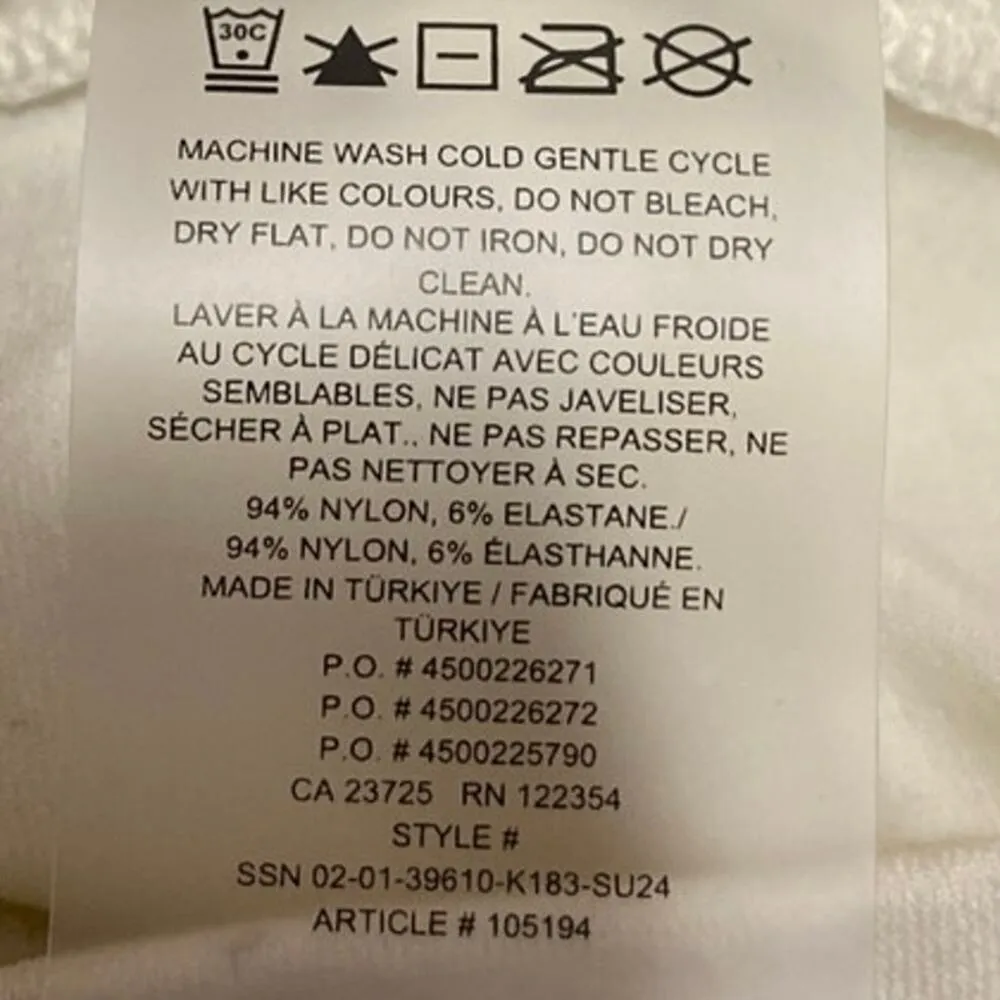 30C
MACHINE WASH COLD GENTLE CYCLE
WITH LIKE COLOURS, DO NOT BLEACH,
DRY FLAT, DO NOT IRON, DO NOT DRY
CLEAN.
LAVER À LA MACHINE À L'EAU FROIDE
AU CYCLE DÉLICAT AVEC COULEURS
SEMBLABLES, NE PAS JAVELISER,
SÉCHER À PLAT., NE PAS REPASSER, NE
PAS NETTOYER À SEC.
94% NYLON, 6% ELASTANE./
94% NYLON, 6% ÉLASTHANNE.
MADE IN TÜRKIYE / FABRIQUÉ EN
TÜRKIYE
P.O. # 4500226271
P.O. # 4500226272
P.O. # 4500225790
CA 23725 RN 122354
STYLE #
SSN 02-01-39610-K183-SU24
ARTICLE # 105194